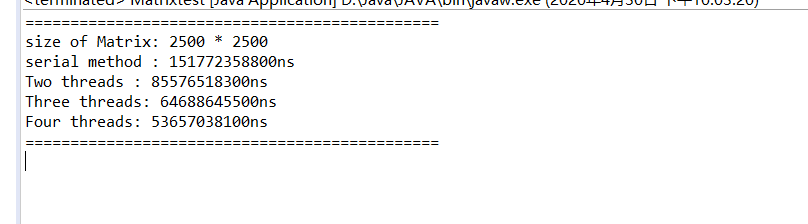 <terminated> Matrixtest [Java Application] D:\Java\JAVA\bin\javaw.exe (2020年4月30日 下午10:03:20)
==============================================
size of Matrix: 2500 * 2500
serial method : 151772358800ns
Two threads : 85576518300ns
Three threads: 64688645500ns
Four threads: 53657038100ns
==============================================